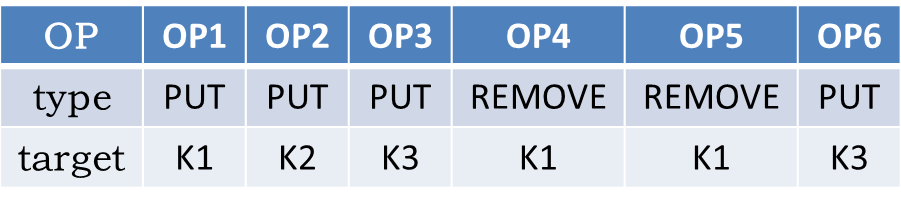 OP OP1 OP2 OP3 OP4 OP5 OP6
type PUT PUT PUT REMOVE REMOVE PUT
target K1 K2 K3 K1 K1 K3